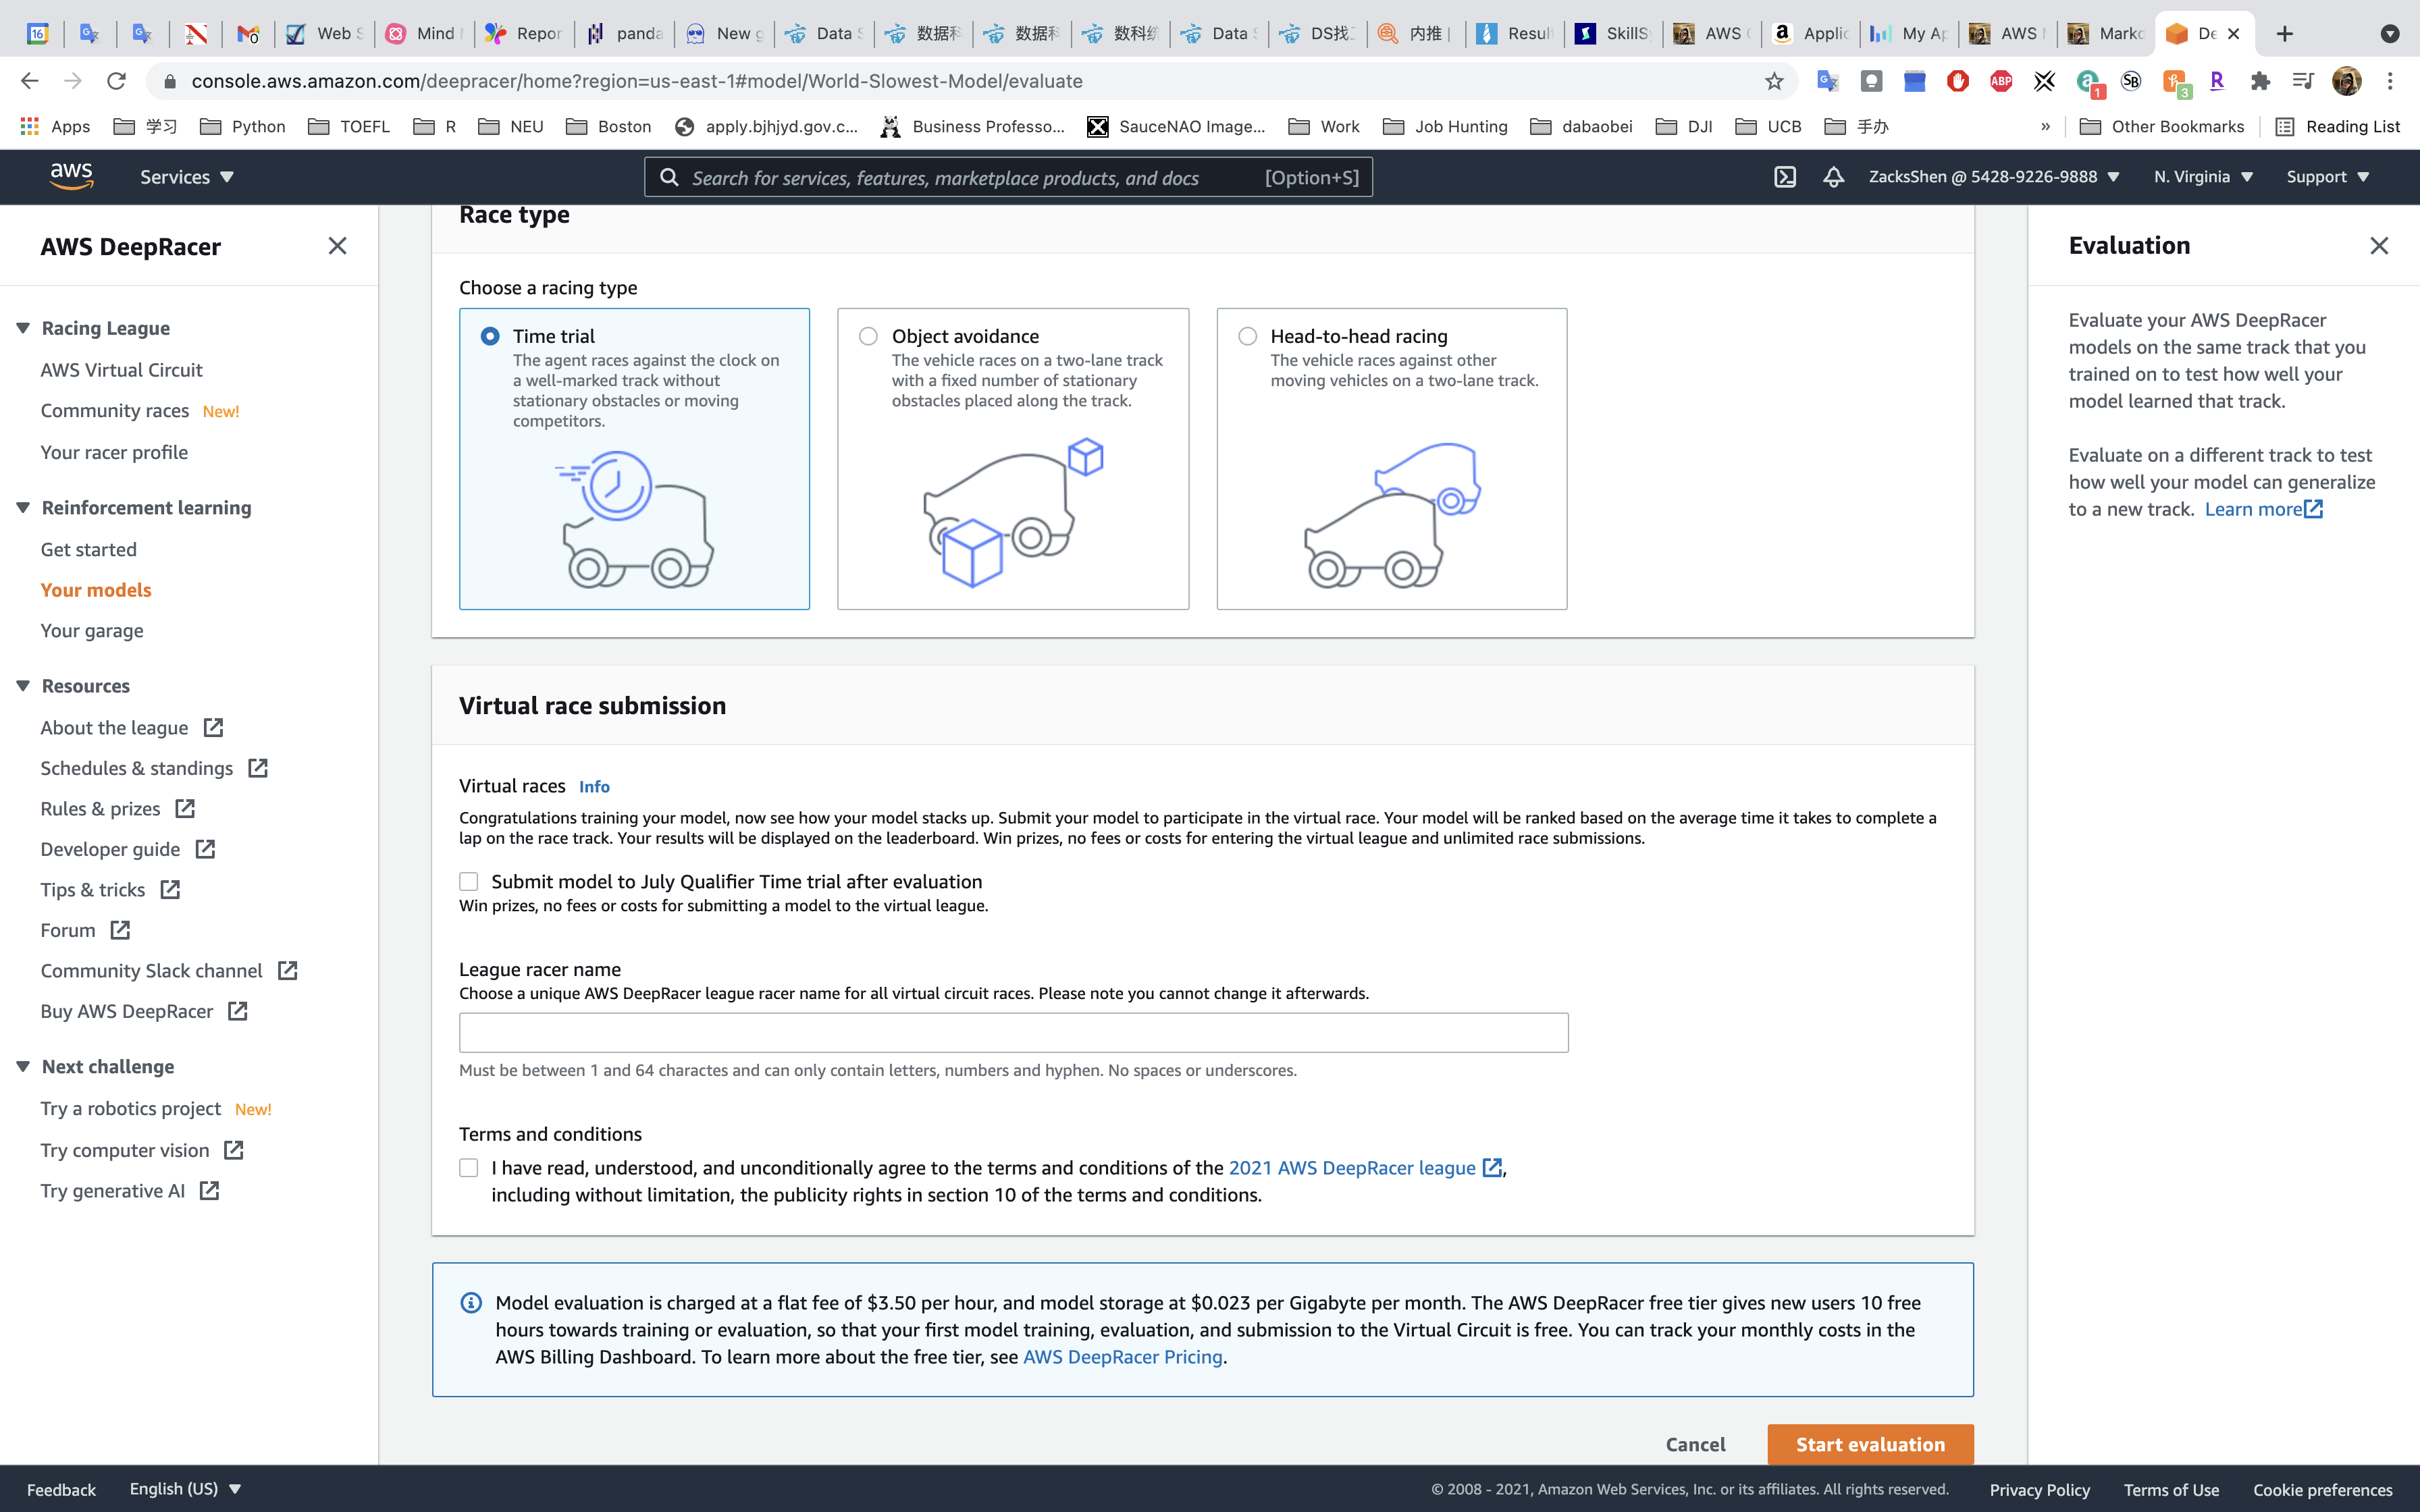 16
Web S
Mind
Repor
panda
New g
Data S
数据科
数据科
数科
Data S
DS找
内推 |
Resul
SkillS
AWS
Applic
My Ap
AWS
Marko
De
console.aws.amazon.com/deepracer/home?region=us-east-1#model/World-Slowest-Model/evaluate
ABP
1
SB
3
R
Apps
学习
Python
TOEFL
R
NEU
Boston
apply.bjhjyd.gov.c...
Business Professo...
SauceNAO Image...
Work
Job Hunting
dabaobei
DJI
UCB
手办
»
Other Bookmarks
Reading List
aws
Services
Search for services, features, marketplace products, and docs
[Option+S]
ZacksShen @ 5428-9226-9888
N. Virginia
Support
AWS DeepRacer
Racing League
AWS Virtual Circuit
Community races New!
Your racer profile
Reinforcement learning
Get started
Your models
Your garage
Resources
About the league
Schedules & standings
Rules & prizes
Developer guide
Tips & tricks
Forum
Community Slack channel
Buy AWS DeepRacer
Next challenge
Try a robotics project New!
Try computer vision
Try generative AI
Race type
Choose a racing type
Time trial
The agent races against the clock on
a well-marked track without
stationary obstacles or moving
competitors.
Object avoidance
The vehicle races on a two-lane track
with a fixed number of stationary
obstacles placed along the track.
Head-to-head racing
The vehicle races against other
moving vehicles on a two-lane track.
Virtual race submission
Virtual races Info
Congratulations training your model, now see how your model stacks up. Submit your model to participate in the virtual race. Your model will be ranked based on the average time it takes to complete a
lap on the race track. Your results will be displayed on the leaderboard. Win prizes, no fees or costs for entering the virtual league and unlimited race submissions.
Submit model to July Qualifier Time trial after evaluation
Win prizes, no fees or costs for submitting a model to the virtual league.
League racer name
Choose a unique AWS DeepRacer league racer name for all virtual circuit races. Please note you cannot change it afterwards.
Must be between 1 and 64 charactes and can only contain letters, numbers and hyphen. No spaces or underscores.
Terms and conditions
I have read, understood, and unconditionally agree to the terms and conditions of the 2021 AWS DeepRacer league ,
including without limitation, the publicity rights in section 10 of the terms and conditions.
Model evaluation is charged at a flat fee of $3.50 per hour, and model storage at $0.023 per Gigabyte per month. The AWS DeepRacer free tier gives new users 10 free
hours towards training or evaluation, so that your first model training, evaluation, and submission to the Virtual Circuit is free. You can track your monthly costs in the
AWS Billing Dashboard. To learn more about the free tier, see AWS DeepRacer Pricing.
Cancel
Start evaluation
Evaluation
Evaluate your AWS DeepRacer
models on the same track that you
trained on to test how well your
model learned that track.
Evaluate on a different track to test
how well your model can generalize
to a new track. Learn more
Feedback
English (US)
© 2008 - 2021, Amazon Web Services, Inc. or its affiliates. All rights reserved.
Privacy Policy
Terms of Use
Cookie preferences